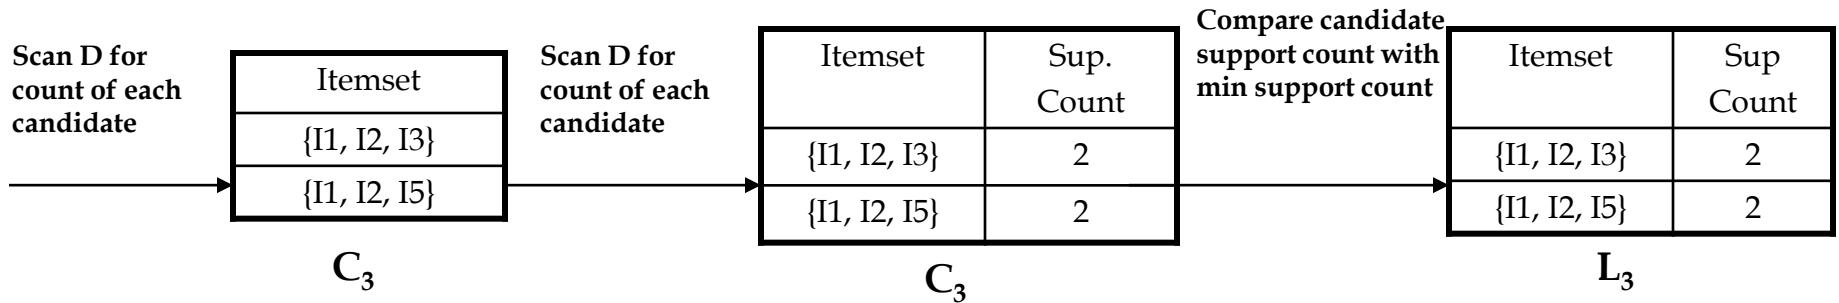 Scan D for
count of each
candidate
Itemset
{I1, I2, I3}
{I1, I2, I5}
C3
Scan D for
count of each
candidate
Itemset Sup.
Count
{I1, I2, I3} 2
{I1, I2, I5} 2
C3
Compare candidate
support count with
min support count
Itemset Sup
Count
{I1, I2, I3} 2
{I1, I2, I5} 2
L3